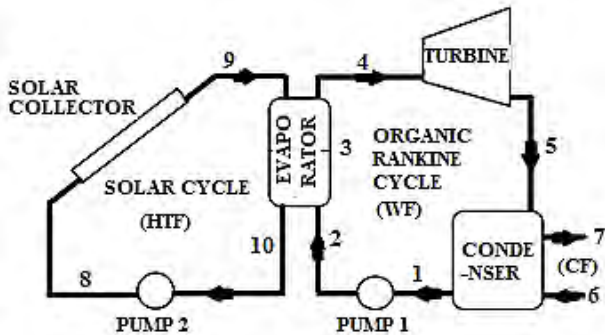 9
4
TURBINE
SOLAR
COLLECTOR
EVAPO
RATOR
3
ORGANIC
RANKINE
CYCLE
(WF)
5
SOLAR CYCLE
(HTF)
10
2
CONDE
-NSER
7
(CF)
6
8
1
PUMP 2
PUMP 1